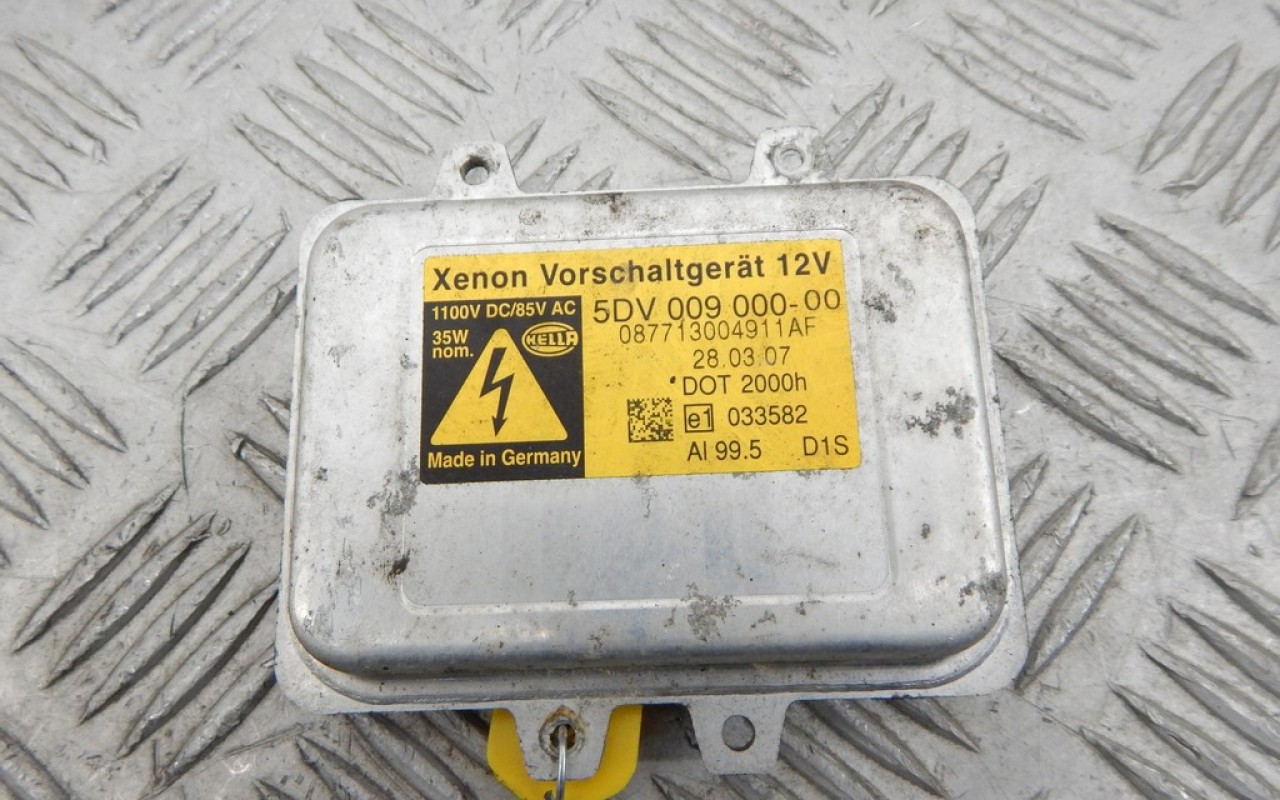 Xenon Vorschaltgerät 12V
1100V DC/85V AC
5DV 009 000-00
35W
nom.
HELLA
087713004911AF
28.03.07
DOT 2000h
e1 033582
Made in Germany
Al 99.5 D1S